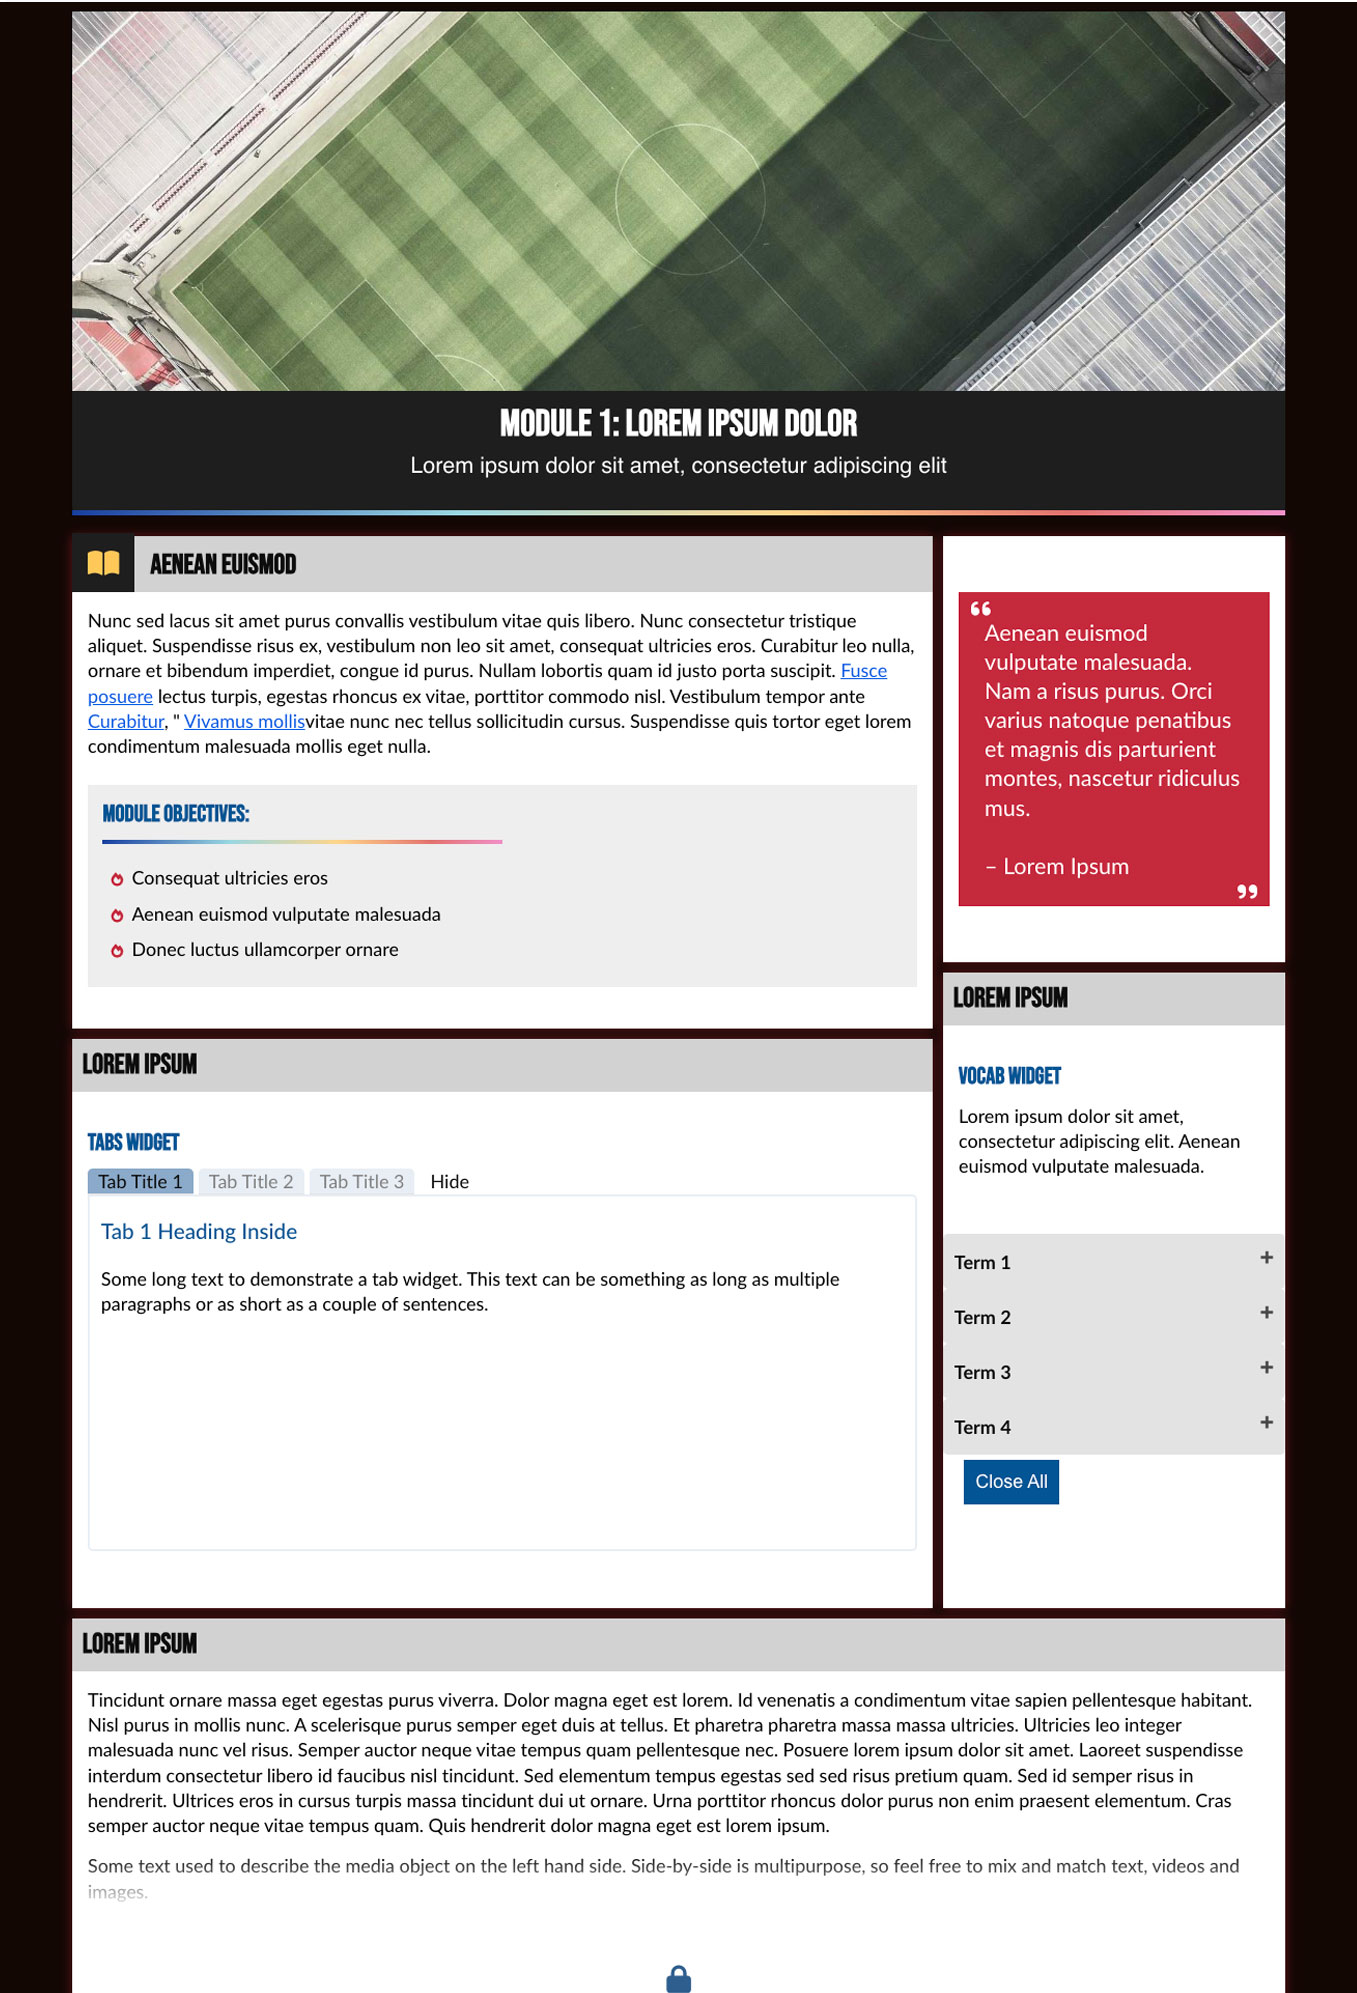 MODULE 1: LOREM IPSUM DOLOR
Lorem ipsum dolor sit amet, consectetur adipiscing elit
AENEAN EUISMOD
Nunc sed lacus sit amet purus convallis vestibulum vitae quis libero. Nunc consectetur tristique
aliquet. Suspendisse risus ex, vestibulum non leo sit amet, consequat ultricies eros. Curabitur leo nulla,
ornare et bibendum imperdiet, congue id purus. Nullam lobortis quam id justo porta suscipit. Fusce
posuere lectus turpis, egestas rhoncus ex vitae, porttitor commodo nisl. Vestibulum tempor ante
Curabitur, " Vivamus mollisvitae nunc nec tellus sollicitudin cursus. Suspendisse quis tortor eget lorem
condimentum malesuada mollis eget nulla.
MODULE OBJECTIVES:
Consequat ultricies eros
Aenean euismod vulputate malesuada
Donec luctus ullamcorper ornare
“
Aenean euismod
vulputate malesuada.
Nam a risus purus. Orci
varius natoque penatibus
et magnis dis parturient
montes, nascetur ridiculus
mus.
– Lorem Ipsum
”
LOREM IPSUM
TABS WIDGET
Tab Title 1 Tab Title 2 Tab Title 3 Hide
Tab 1 Heading Inside
Some long text to demonstrate a tab widget. This text can be something as long as multiple
paragraphs or as short as a couple of sentences.
LOREM IPSUM
VOCAB WIDGET
Lorem ipsum dolor sit amet,
consectetur adipiscing elit. Aenean
euismod vulputate malesuada.
Term 1 +
Term 2 +
Term 3 +
Term 4 +
Close All
LOREM IPSUM
Tincidunt ornare massa eget egestas purus viverra. Dolor magna eget est lorem. Id venenatis a condimentum vitae sapien pellentesque habitant.
Nisl purus in mollis nunc. A scelerisque purus semper eget duis at tellus. Et pharetra pharetra massa massa ultricies. Ultricies leo integer
malesuada nunc vel risus. Semper auctor neque vitae tempus quam pellentesque nec. Posuere lorem ipsum dolor sit amet. Laoreet suspendisse
interdum consectetur libero id faucibus nisl tincidunt. Sed elementum tempus egestas sed sed risus pretium quam. Sed id semper risus in
hendrerit. Ultrices eros in cursus turpis massa tincidunt dui ut ornare. Urna porttitor rhoncus dolor purus non enim praesent elementum. Cras
semper auctor neque vitae tempus quam. Quis hendrerit dolor magna eget est lorem ipsum.
Some text used to describe the media object on the left hand side. Side-by-side is multipurpose, so feel free to mix and match text, videos and
images.